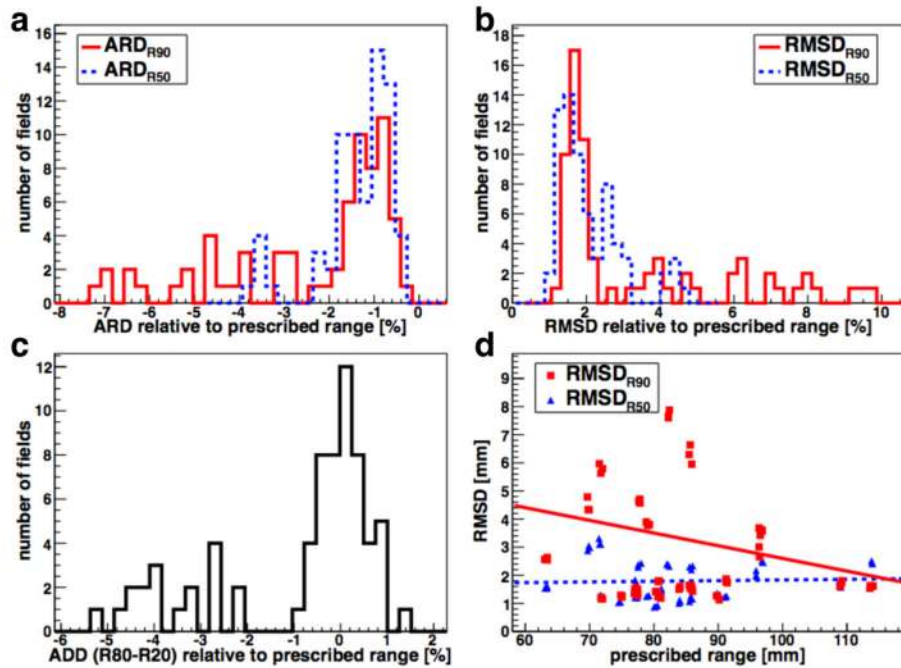 a
ARD_R90
ARD_R50
number of fields
16
14
12
10
8
6
4
2
0
-8 -7 -6 -5 -4 -3 -2 -1 0
ARD relative to prescribed range [%]
b
RMSD_R90
RMSD_R50
number of fields
18
16
14
12
10
8
6
4
2
0
0 2 4 6 8 10
RMSD relative to prescribed range [%]
c
number of fields
12
10
8
6
4
2
0
-6 -5 -4 -3 -2 -1 0 1 2
ADD (R80-R20) relative to prescribed range [%]
d
RMSD_R90
RMSD_R50
RMSD [mm]
9
8
7
6
5
4
3
2
1
0
60 70 80 90 100 110
prescribed range [mm]